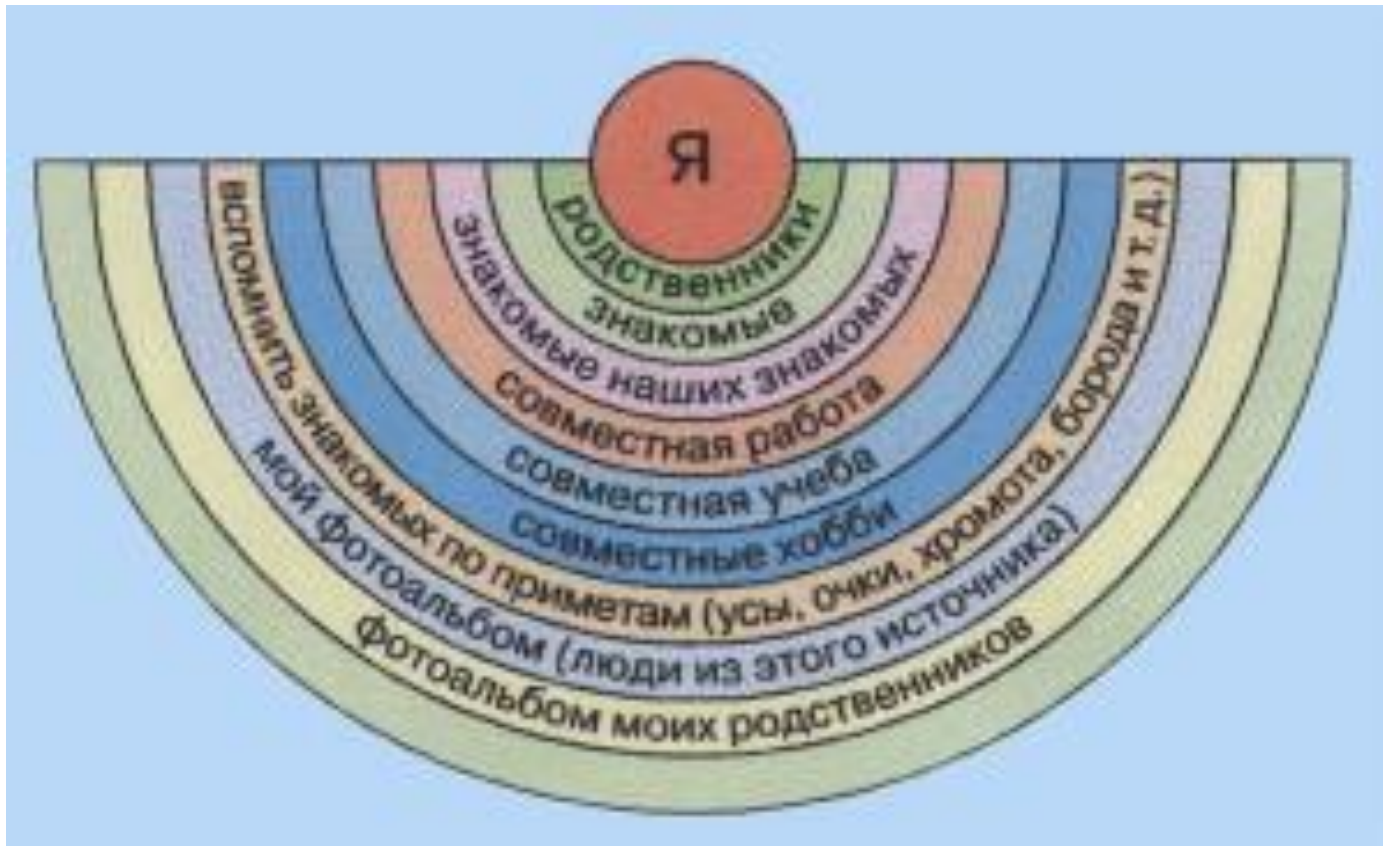 Я
родственники
знакомые
знакомые наших знакомых
совместная работа
совместная учеба
совместные хобби
вспомнить знакомых по приметам (усы, очки, хромота, борода и т. д.)
мой фотоальбом (люди из этого источника)
фотоальбом моих родственников